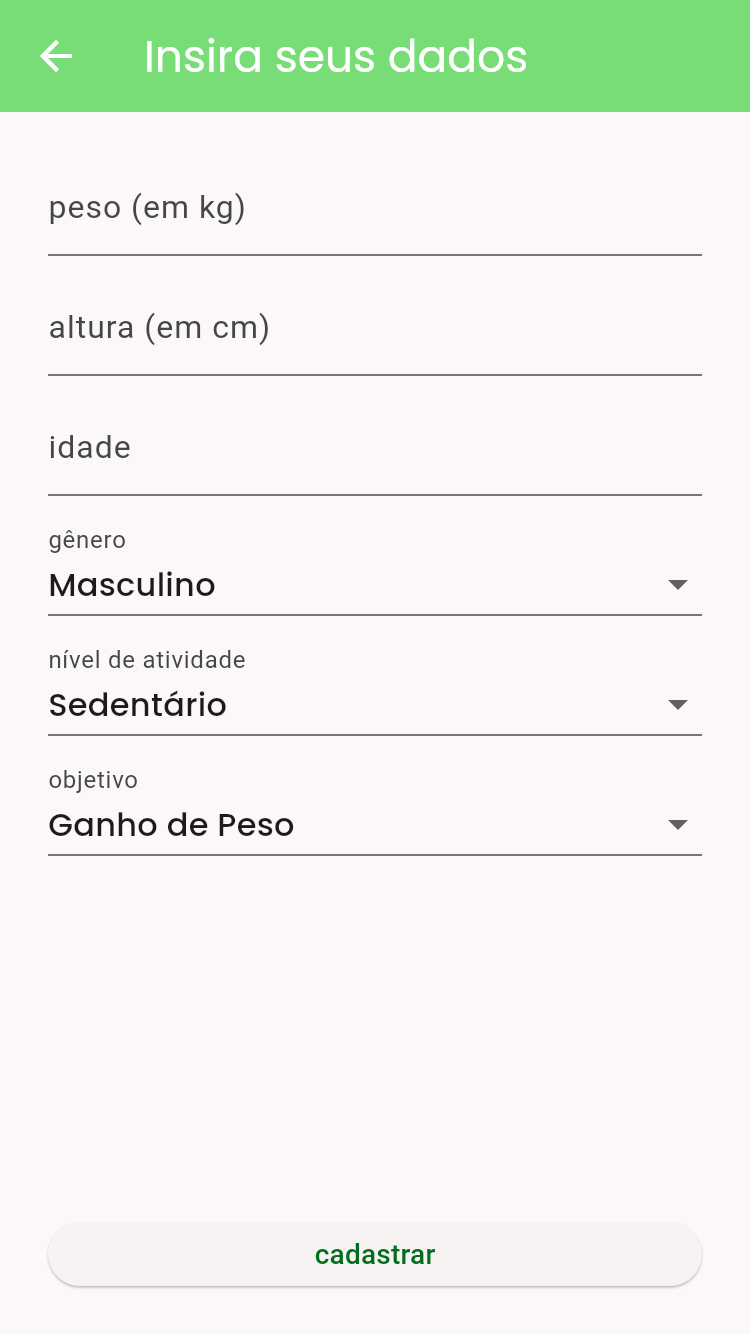 Insira seus dados
peso (em kg)
altura (em cm)
idade
gênero
Masculino
nível de atividade
Sedentário
objetivo
Ganho de Peso
cadastrar